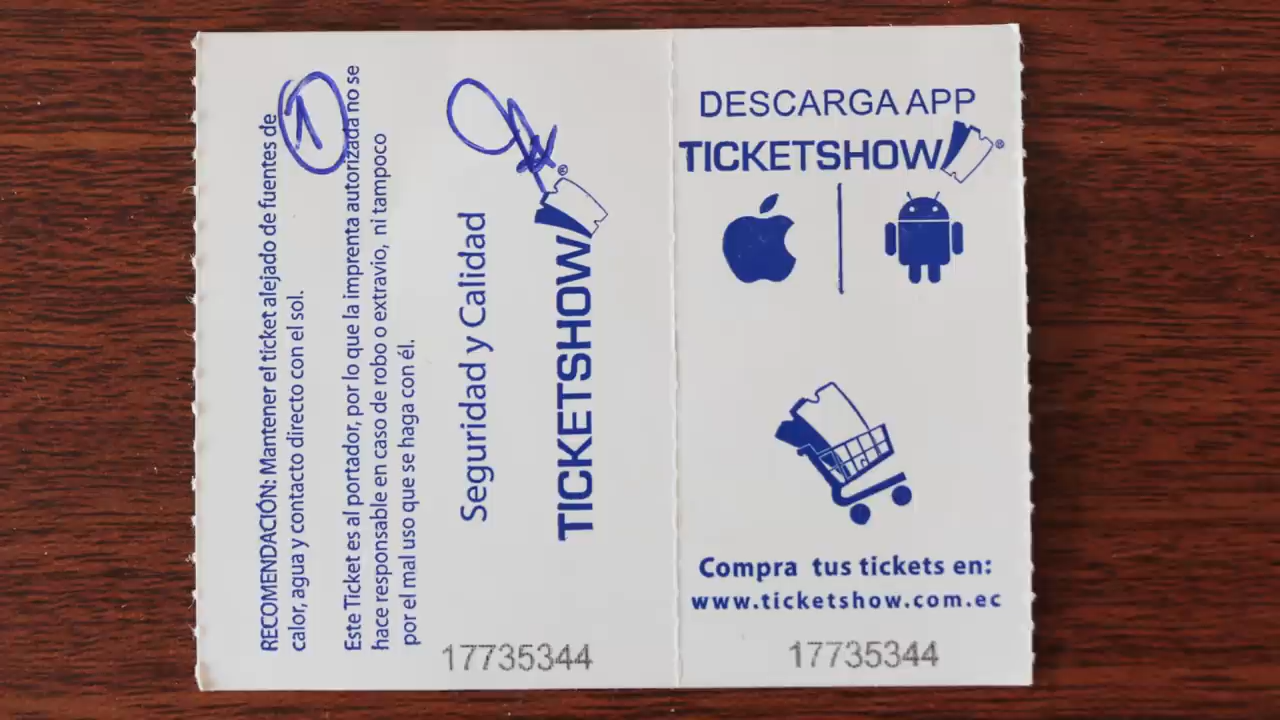 RECOMENDACIÓN: Mantener el ticket alejado de fuentes de
calor, agua y contacto directo con el sol.
1
Este Ticket es al portador, por lo que la imprenta autorizada no se
hace responsable en caso de robo o extravio, ni tampoco
por el mal uso que se haga con él.
Seguridad y Calidad
TICKETSHOW®
17735344
DESCARGA APP
TICKETSHOW®
Compra tus tickets en:
www.ticketshow.com.ec
17735344